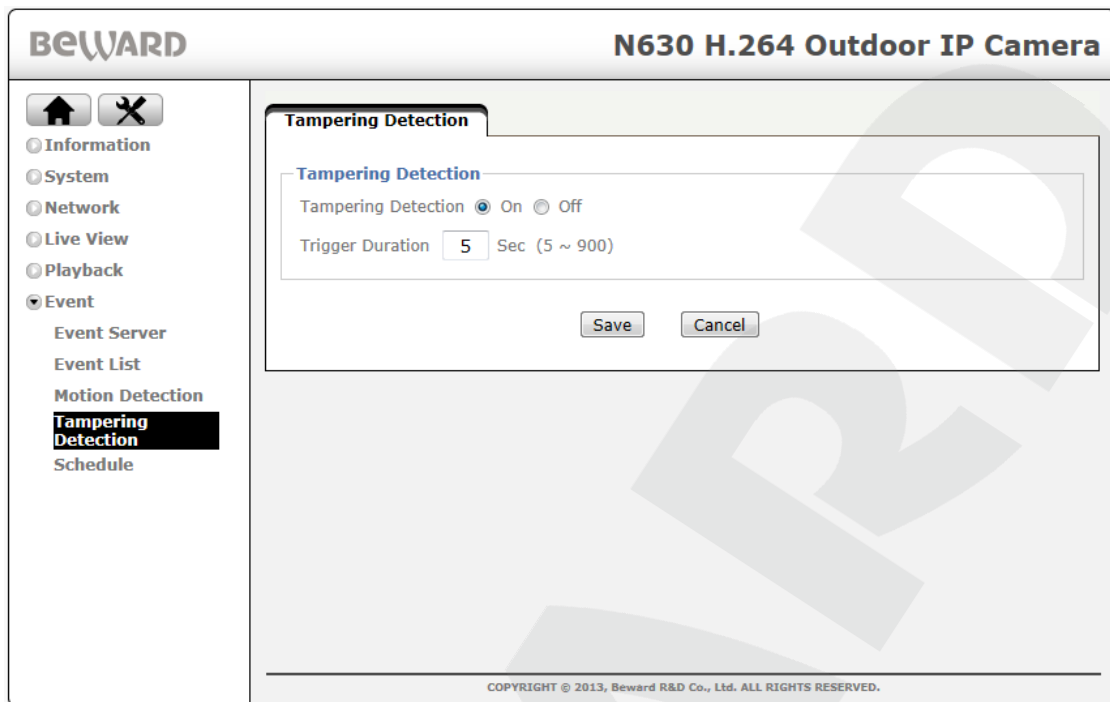 BEWARD
N630 H.264 Outdoor IP Camera
Information
System
Network
Live View
Playback
Event
Event Server
Event List
Motion Detection
Tampering
Detection
Schedule
Tampering Detection
Tampering Detection
Tampering Detection On Off
Trigger Duration 5 Sec (5 ~ 900)
Save Cancel
COPYRIGHT © 2013, Beward R&D Co., Ltd. ALL RIGHTS RESERVED.